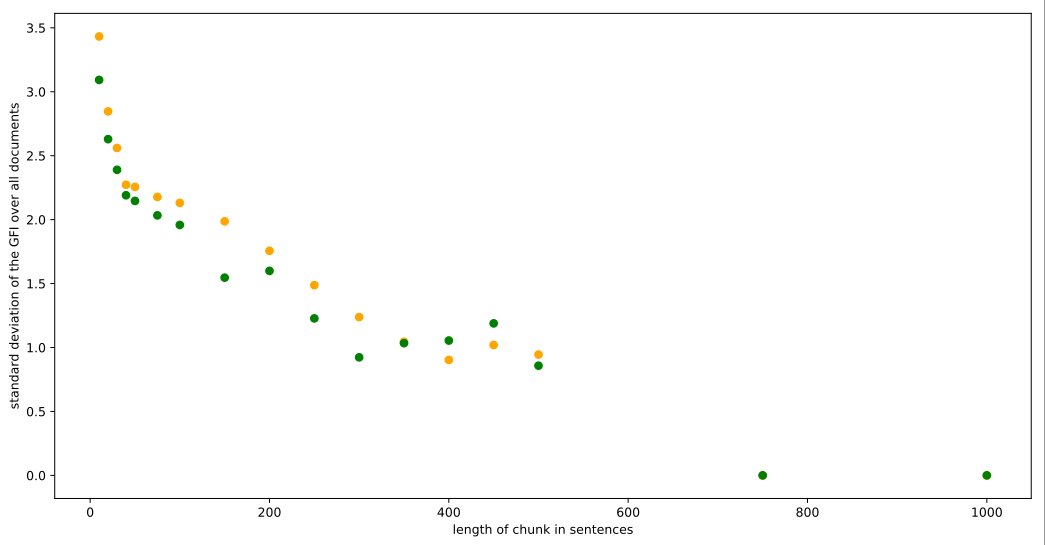 standard deviation of the GFI over all documents
3.5
3.0
2.5
2.0
1.5
1.0
0.5
0.0
0 200 400 600 800 1000
length of chunk in sentences